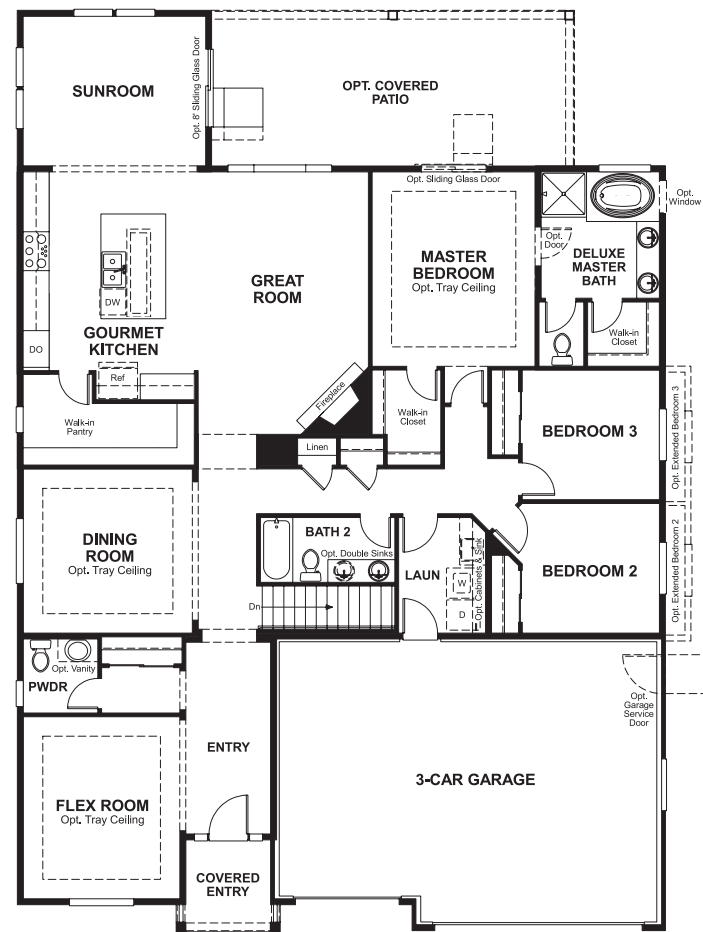 SUNROOM
Opt. 8' Sliding Glass Door
OPT. COVERED
PATIO
Opt. Sliding Glass Door
Opt.
Window
MASTER
BEDROOM
Opt. Tray Ceiling
Opt.
Door
DELUXE
MASTER
BATH
GREAT
ROOM
DW
GOURMET
KITCHEN
DO
Ref
Walk-in
Closet
Walk-in
Pantry
Fireplace
Walk-in
Closet
Linen
BEDROOM 3
Opt. Extended Bedroom 3
DINING
ROOM
Opt. Tray Ceiling
BATH 2
Opt. Double Sinks
LAUN
W
D
Opt. Cabinets & Sink
BEDROOM 2
Opt. Extended Bedroom 2
Dn
Opt. Vanity
PWDR
Opt.
Garage
Service
Door
ENTRY
3-CAR GARAGE
FLEX ROOM
Opt. Tray Ceiling
COVERED
ENTRY